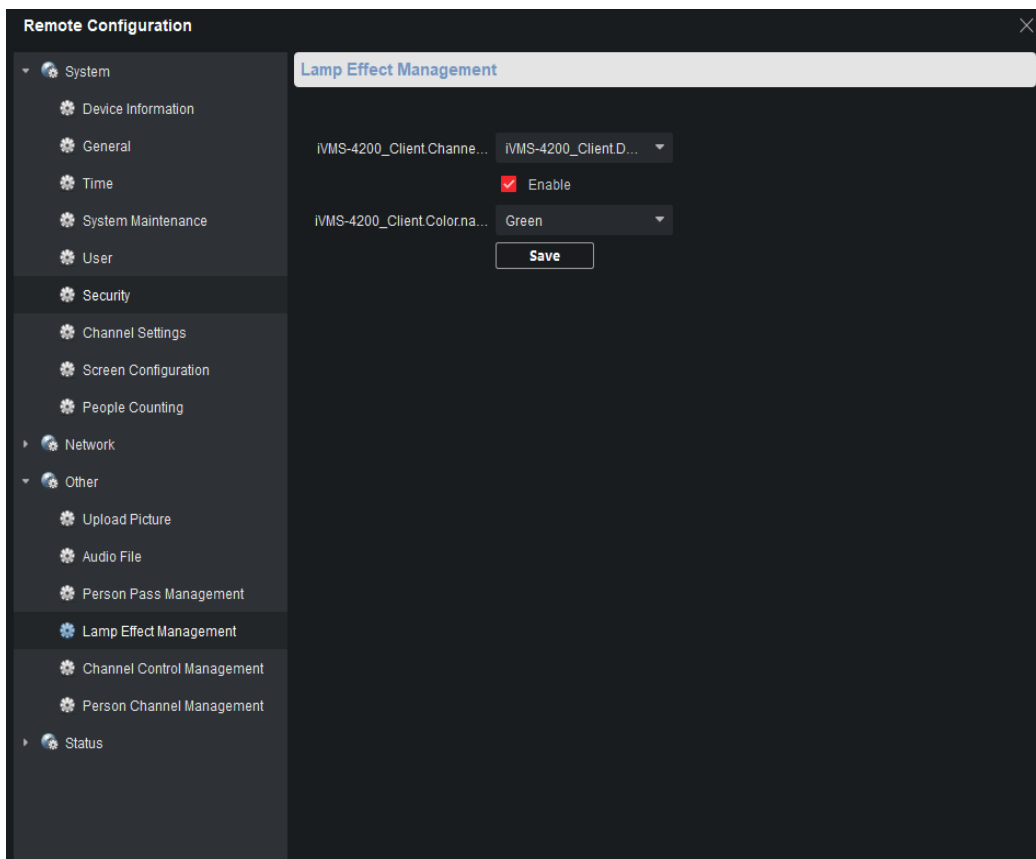 Remote Configuration
System
Device Information
General
Time
System Maintenance
User
Security
Channel Settings
Screen Configuration
People Counting
Network
Other
Upload Picture
Audio File
Person Pass Management
Lamp Effect Management
Channel Control Management
Person Channel Management
Status
Lamp Effect Management
iVMS-4200_Client.Channe... iVMS-4200_Client.D...
Enable
iVMS-4200_Client.Color.na... Green
Save